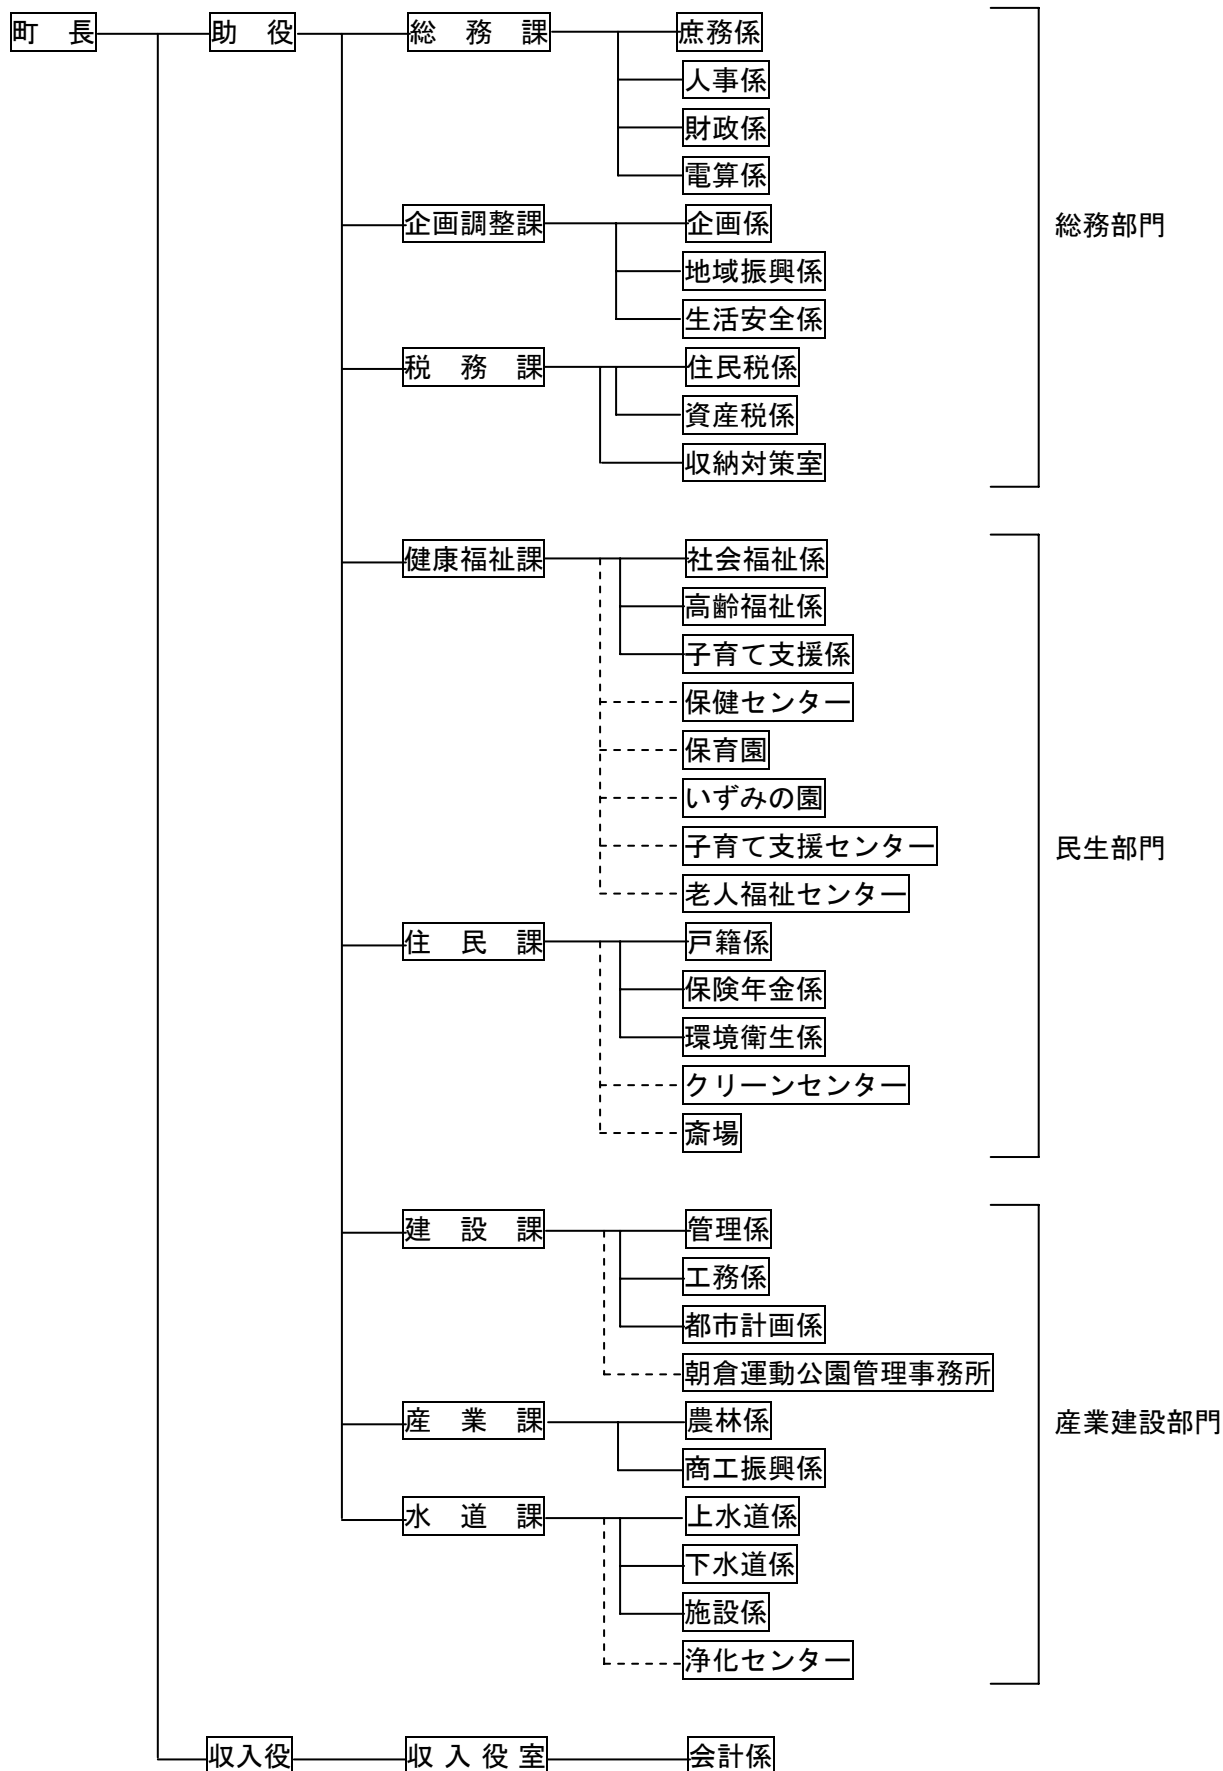 町　長 助　役 総　務　課 庶務係
人事係
財政係
電算係
企画調整課 企画係 総務部門
地域振興係
生活安全係
税　務　課 住民税係
資産税係
収納対策室
健康福祉課 社会福祉係
高齢福祉係
子育て支援係
保健センター
保育園
いずみの園
子育て支援センター 民生部門
老人福祉センター
住　民　課 戸籍係
保険年金係
環境衛生係
クリーンセンター
斎場
建　設　課 管理係
工務係
都市計画係
朝倉運動公園管理事務所
産　業　課 農林係 産業建設部門
商工振興係
水　道　課 上水道係
下水道係
施設係
浄化センター
収入役 収 入 役 室 会計係